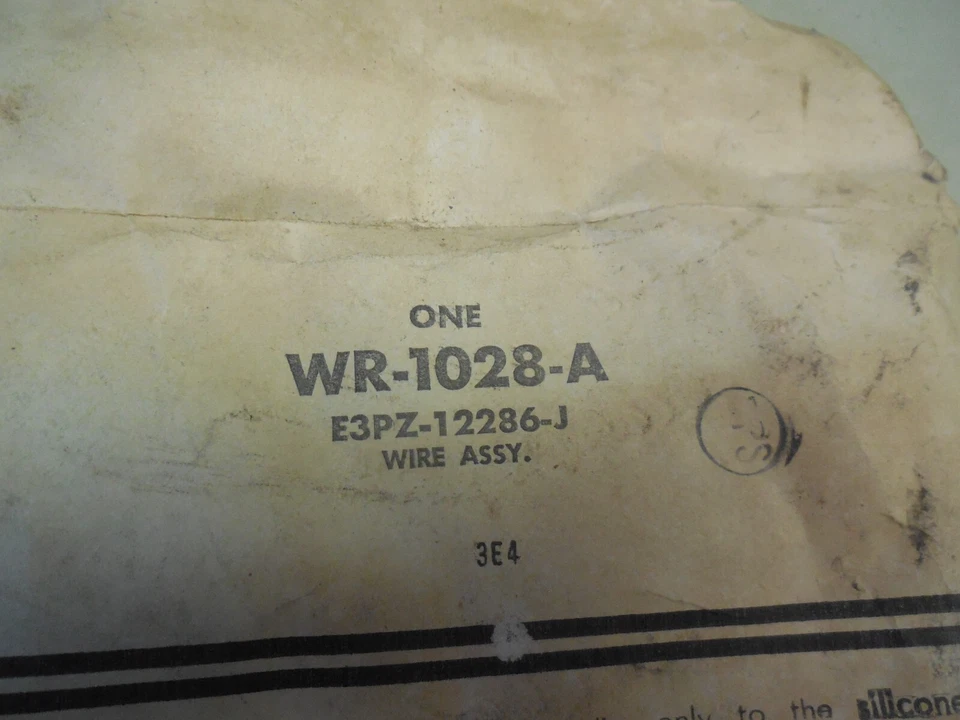 ONE
WR-1028-A
E3PZ-12286-J
WIRE ASSY.
3E4
only to the silicone